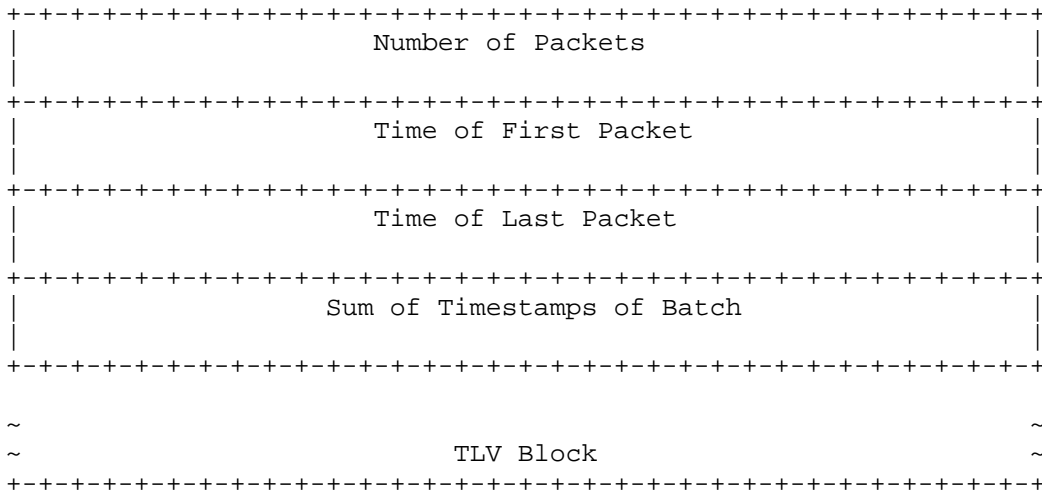 +-+-+-+-+-+-+-+-+-+-+-+-+-+-+-+-+-+-+-+-+-+-+-+-+-+-+-+-+-+-+-+-+
|                      Number of Packets                        |
|                                                               |
+-+-+-+-+-+-+-+-+-+-+-+-+-+-+-+-+-+-+-+-+-+-+-+-+-+-+-+-+-+-+-+-+
|                      Time of First Packet                     |
|                                                               |
+-+-+-+-+-+-+-+-+-+-+-+-+-+-+-+-+-+-+-+-+-+-+-+-+-+-+-+-+-+-+-+-+
|                      Time of Last Packet                      |
|                                                               |
+-+-+-+-+-+-+-+-+-+-+-+-+-+-+-+-+-+-+-+-+-+-+-+-+-+-+-+-+-+-+-+-+
|                   Sum of Timestamps of Batch                  |
|                                                               |
+-+-+-+-+-+-+-+-+-+-+-+-+-+-+-+-+-+-+-+-+-+-+-+-+-+-+-+-+-+-+-+-+

~                                                               ~
~                           TLV Block                           ~
+-+-+-+-+-+-+-+-+-+-+-+-+-+-+-+-+-+-+-+-+-+-+-+-+-+-+-+-+-+-+-+-+